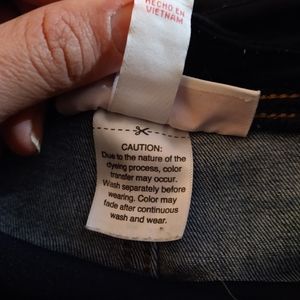 HECHO EN
VIETNAM
CAUTION:
Due to the nature of the
dyeing process, color
transfer may occur.
Wash separately before
wearing. Color may
fade after continuous
wash and wear.